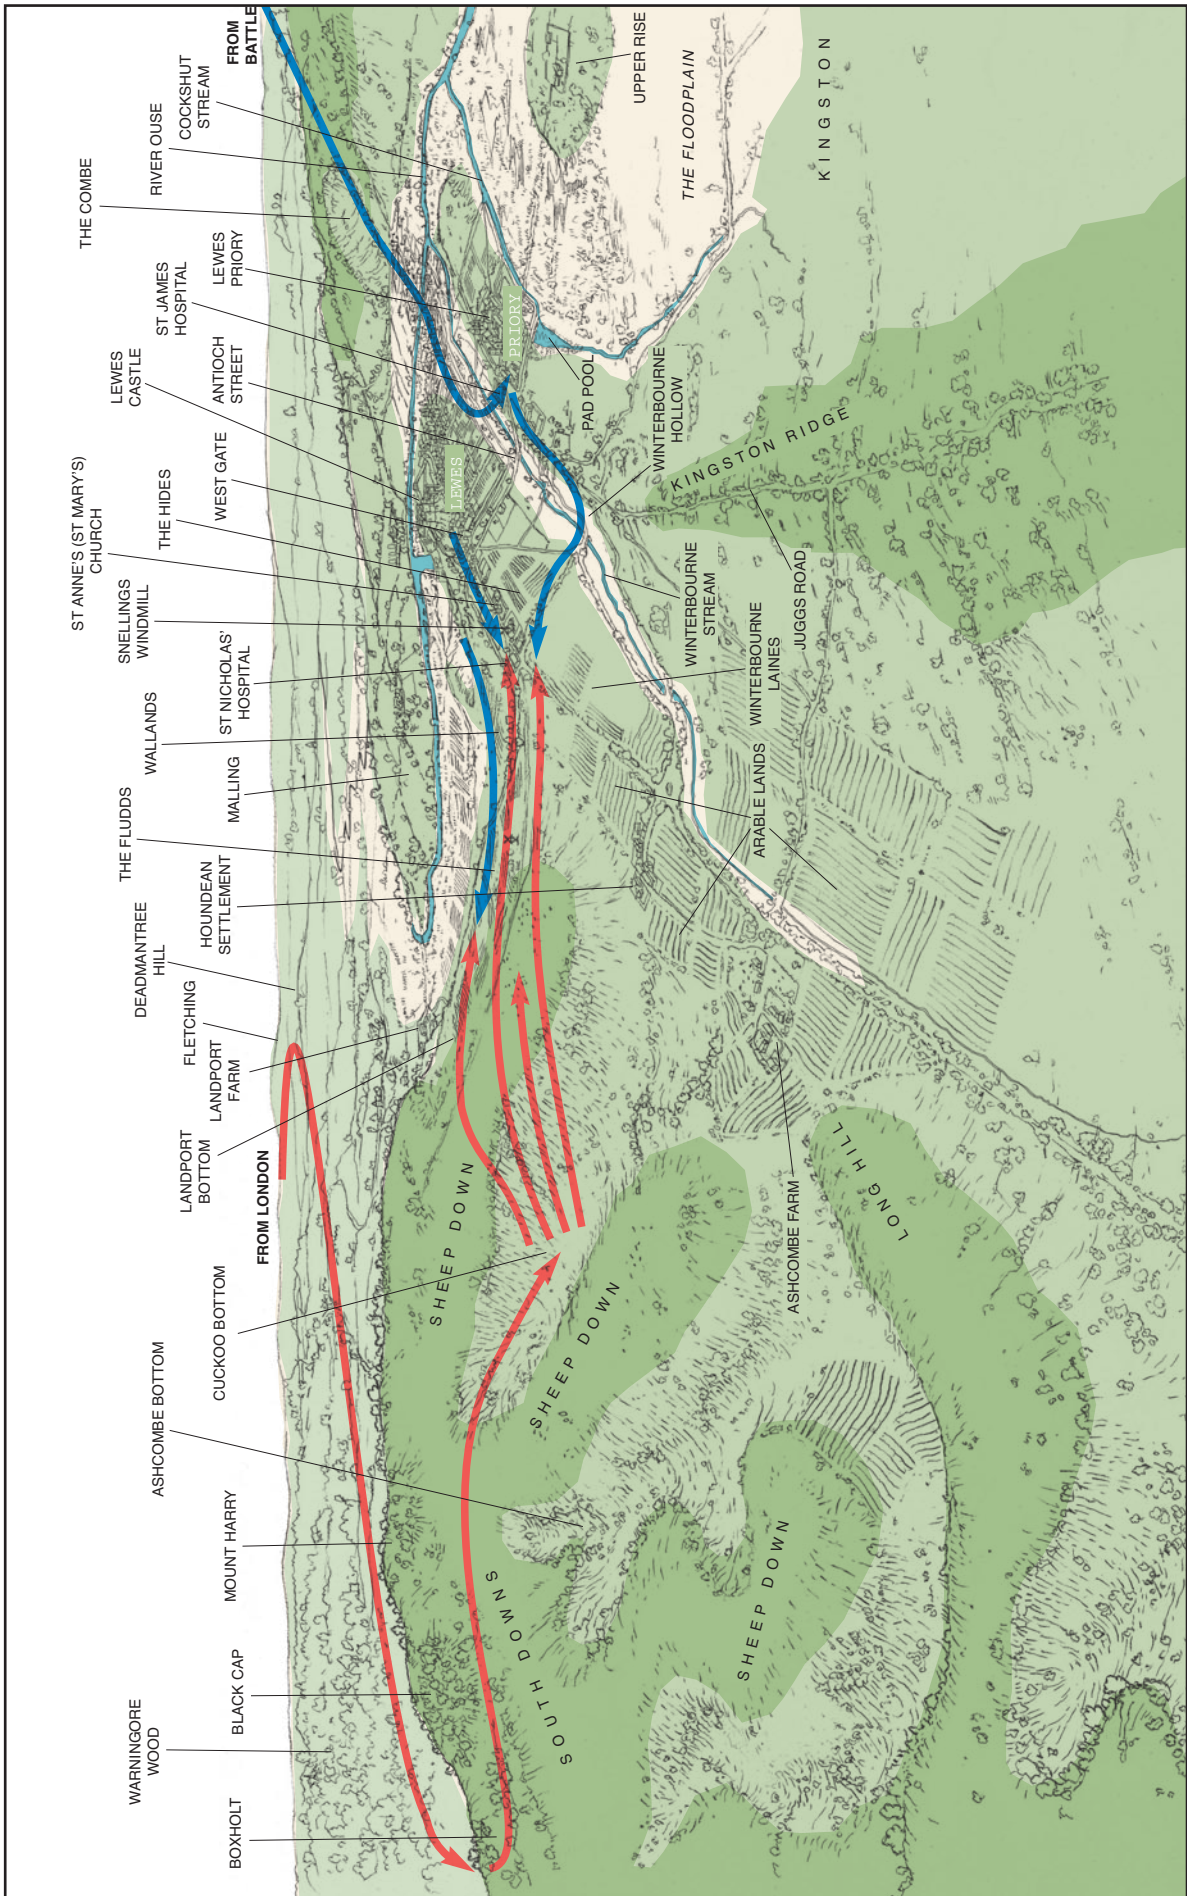 WARNINGORE
WOOD
BOXHOLT
BLACK CAP
MOUNT HARRY
ASHCOMBE BOTTOM
CUCKOO BOTTOM
FROM LONDON
LANDPORT
BOTTOM
LANDPORT
FARM
FLETCHING
DEADMANTREE
HILL
HOUNDEAN
SETTLEMENT
THE FLUDDS
MALLING
WALLANDS
ST NICHOLAS'
HOSPITAL
SNELLINGS
WINDMILL
ST ANNE'S (ST MARY'S)
CHURCH
THE HIDES
WEST GATE
LEWES
CASTLE
ANTIOCH
STREET
ST JAMES
HOSPITAL
LEWES
PRIORY
THE COMBE
RIVER OUSE
COCKSHUT
STREAM
FROM
BATTLE
LEWES
PRIORY
UPPER RISE
THE FLOODPLAIN
KINGSTON
PAD POOL
WINTERBOURNE
HOLLOW
KINGSTON RIDGE
JUGGS ROAD
WINTERBOURNE
STREAM
WINTERBOURNE
LAINES
ARABLE LANDS
ASHCOMBE FARM
LONG HILL
SHEEP DOWN
SHEEP DOWN
SHEEP DOWN
SOUTH DOWNS